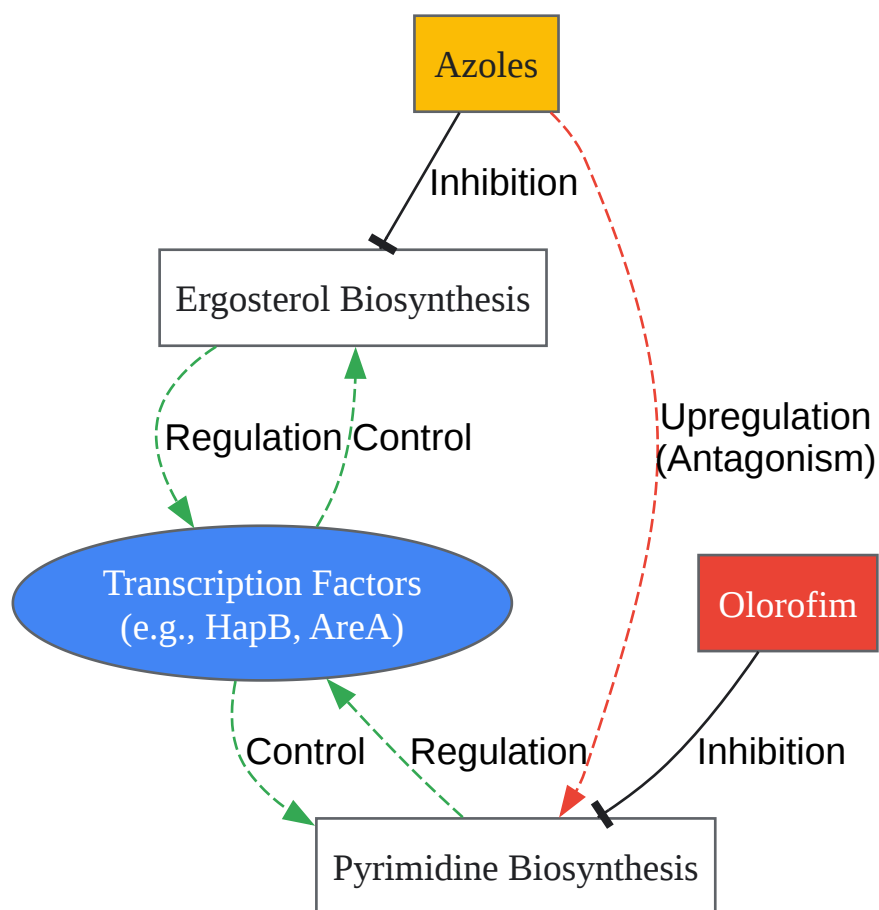 Azoles
Inhibition
Ergosterol Biosynthesis
Regulation
Control
Upregulation
(Antagonism)
Transcription Factors
(e.g., HapB, AreA)
Olorofim
Control
Regulation
Inhibition
Pyrimidine Biosynthesis